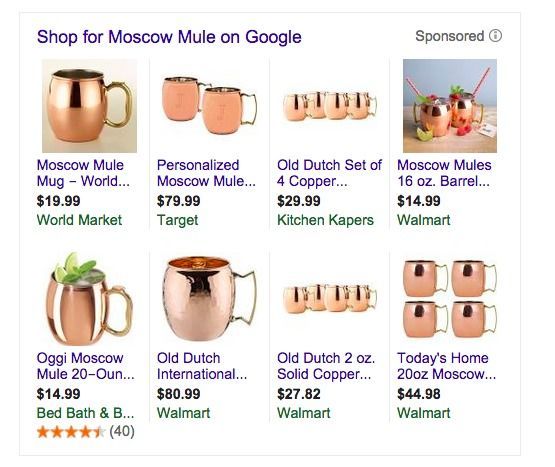 Shop for Moscow Mule on Google
Sponsored
Moscow Mule
Mug – World...
$19.99
World Market
Personalized
Moscow Mule...
$79.99
Target
Old Dutch Set of
4 Copper...
$29.99
Kitchen Kapers
Moscow Mules
16 oz. Barrel...
$14.99
Walmart
Oggi Moscow
Mule 20–Oun...
$14.99
Bed Bath & B...
(40)
Old Dutch
International...
$80.99
Walmart
Old Dutch 2 oz.
Solid Copper...
$27.82
Walmart
Today's Home
20oz Moscow...
$44.98
Walmart